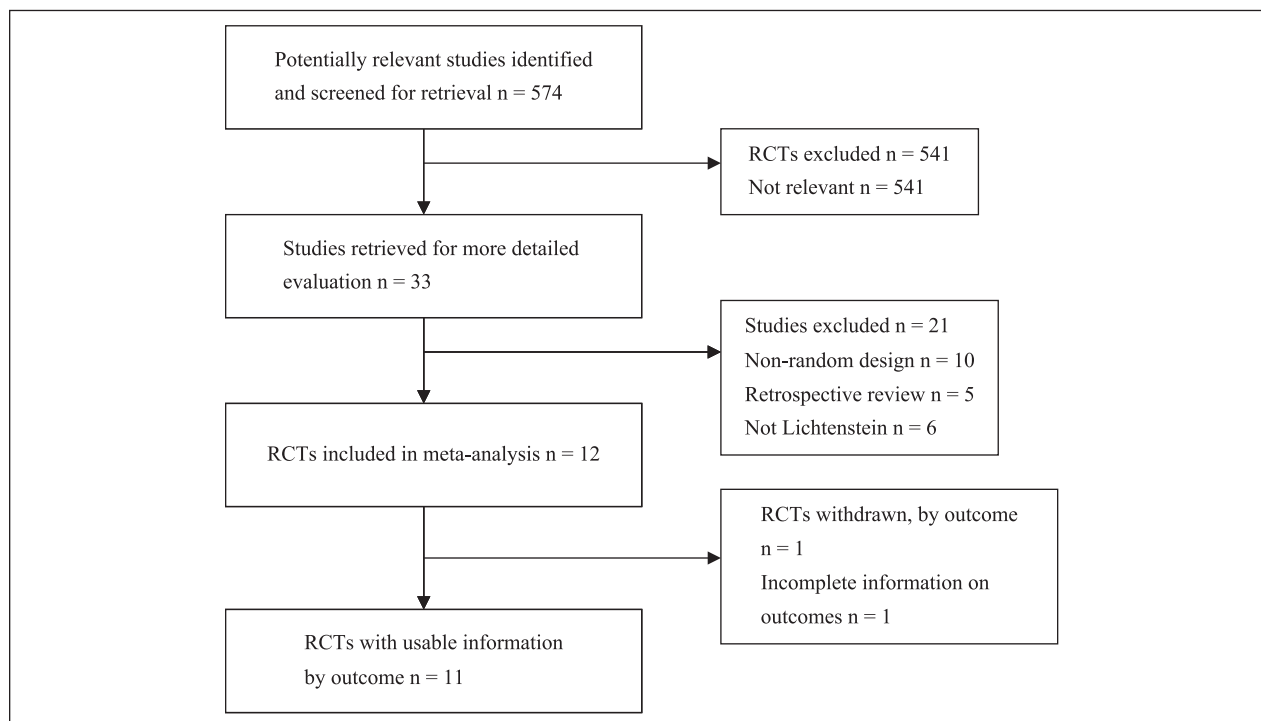 Potentially relevant studies identified
and screened for retrieval n = 574
RCTs excluded n = 541
Not relevant n = 541
Studies retrieved for more detailed
evaluation n = 33
Studies excluded n = 21
Non-random design n = 10
Retrospective review n = 5
Not Lichtenstein n = 6
RCTs included in meta-analysis n = 12
RCTs withdrawn, by outcome
n = 1
Incomplete information on
outcomes n = 1
RCTs with usable information
by outcome n = 11